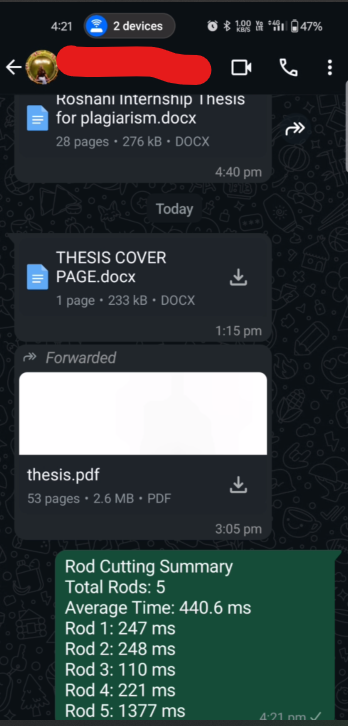 4:21
2 devices
1.00 KB/S
4G
47%
Roshani Internship Thesis
for plagiarism.docx
28 pages • 276 kB • DOCX
4:40 pm
Today
THESIS COVER
PAGE.docx
1 page • 233 kB • DOCX
1:15 pm
Forwarded
thesis.pdf
53 pages • 2.6 MB • PDF
3:05 pm
Rod Cutting Summary
Total Rods: 5
Average Time: 440.6 ms
Rod 1: 247 ms
Rod 2: 248 ms
Rod 3: 110 ms
Rod 4: 221 ms
Rod 5: 1377 ms
4:21 pm